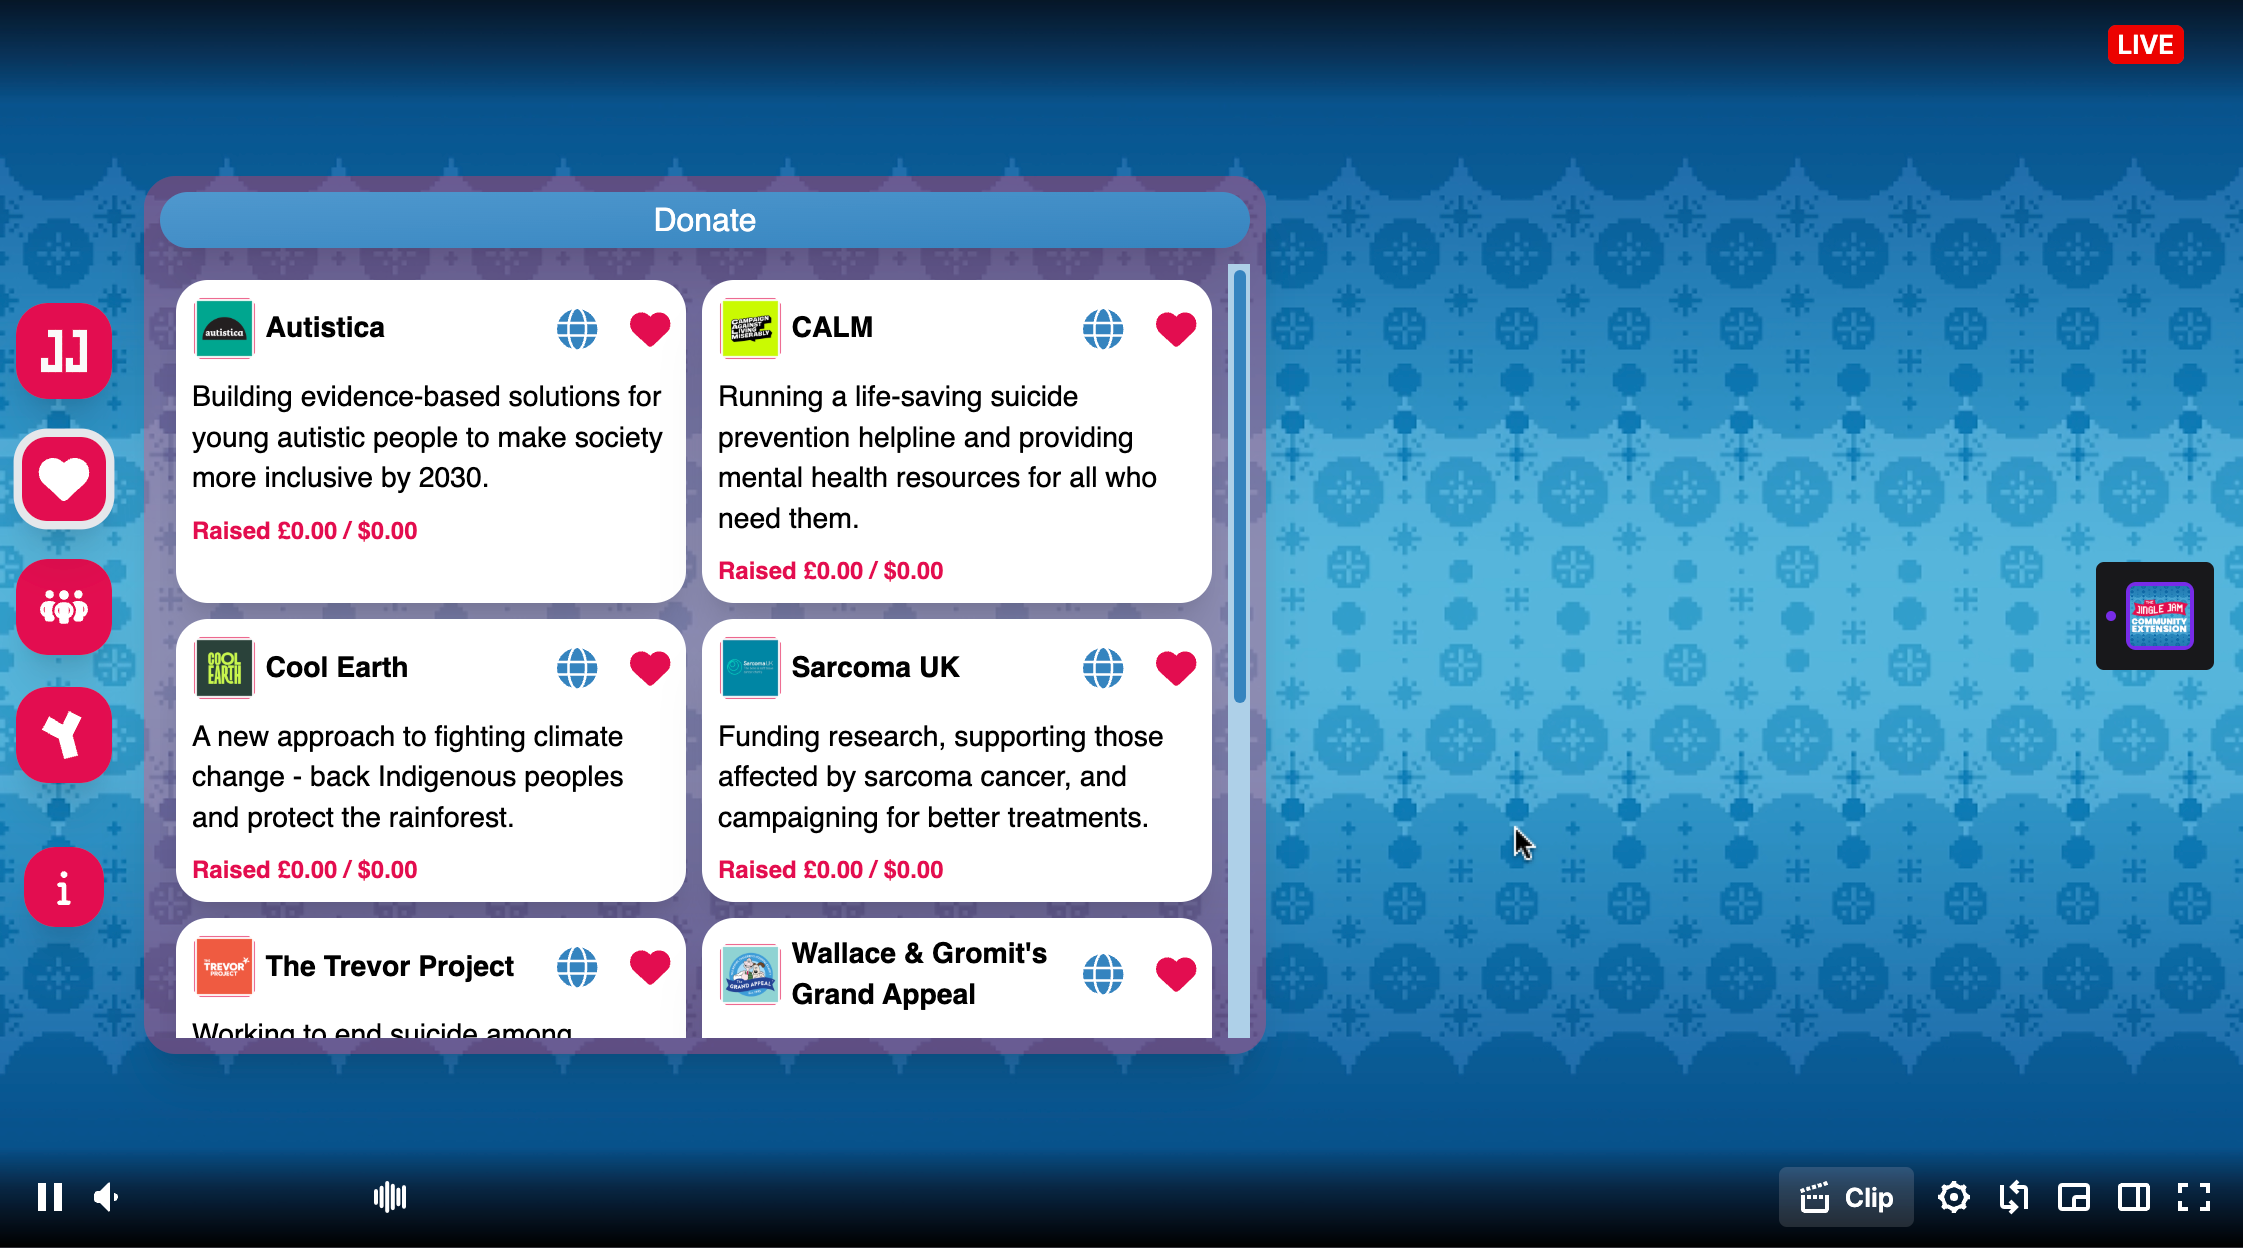 LIVE
Donate
autistica
Autistica
Building evidence-based solutions for
young autistic people to make society
more inclusive by 2030.
Raised £0.00 / $0.00
CAMPAIGN
AGAINST
LIVING
MISERABLY
CALM
Running a life-saving suicide
prevention helpline and providing
mental health resources for all who
need them.
Raised £0.00 / $0.00
COOL
EARTH
Cool Earth
A new approach to fighting climate
change - back Indigenous peoples
and protect the rainforest.
Raised £0.00 / $0.00
Sarcoma UK
Sarcoma UK
Funding research, supporting those
affected by sarcoma cancer, and
campaigning for better treatments.
Raised £0.00 / $0.00
THE
TREVOR
PROJECT
The Trevor Project
Working to end suicide among
GRAND APPEAL
Wallace & Gromit's
Grand Appeal
JJ
Y
i
THE
JINGLE JAM
COMMUNITY
EXTENSION
Clip